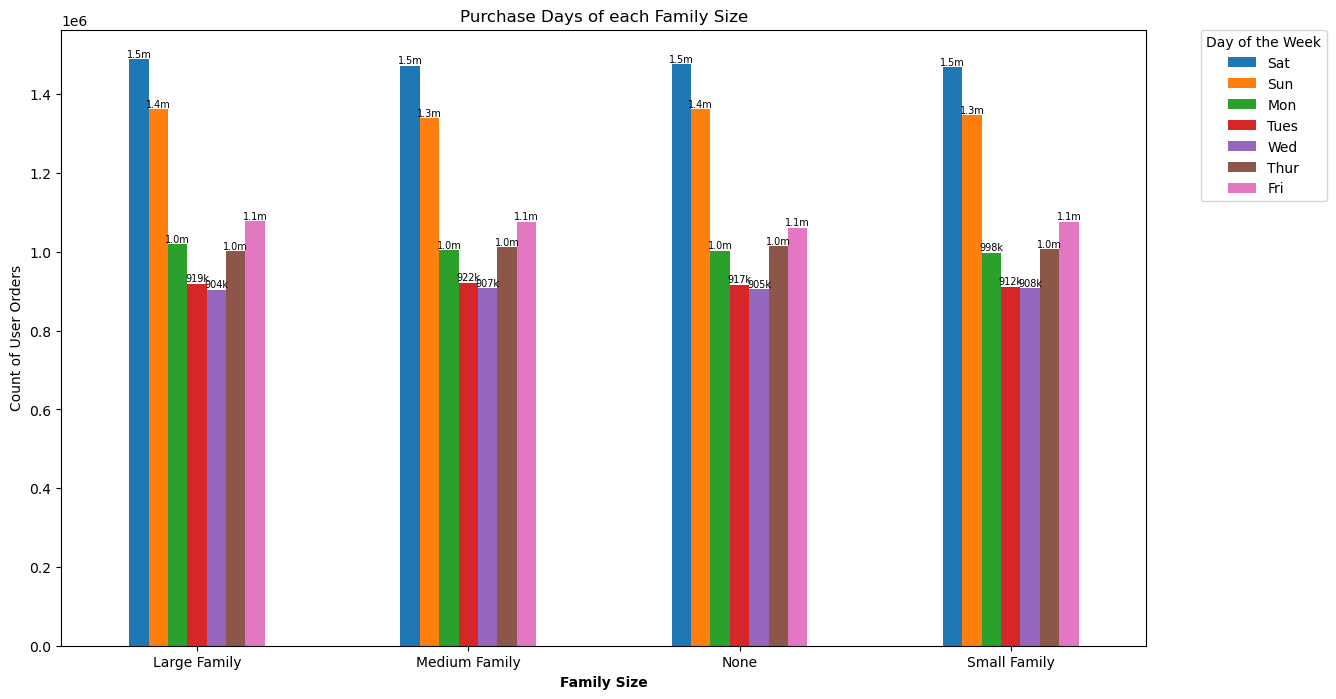 Purchase Days of each Family Size
1e6
Day of the Week
Sat
Sun
Mon
Tues
Wed
Thur
Fri
Count of User Orders
1.4
1.2
1.0
0.8
0.6
0.4
0.2
0.0
1.5m
1.4m
1.0m
919k
904k
1.0m
1.1m
1.5m
1.3m
1.0m
922k
907k
1.0m
1.1m
1.5m
1.4m
1.0m
917k
905k
1.0m
1.1m
1.5m
1.3m
998k
912k
908k
1.0m
1.1m
Large Family
Medium Family
None
Small Family
Family Size